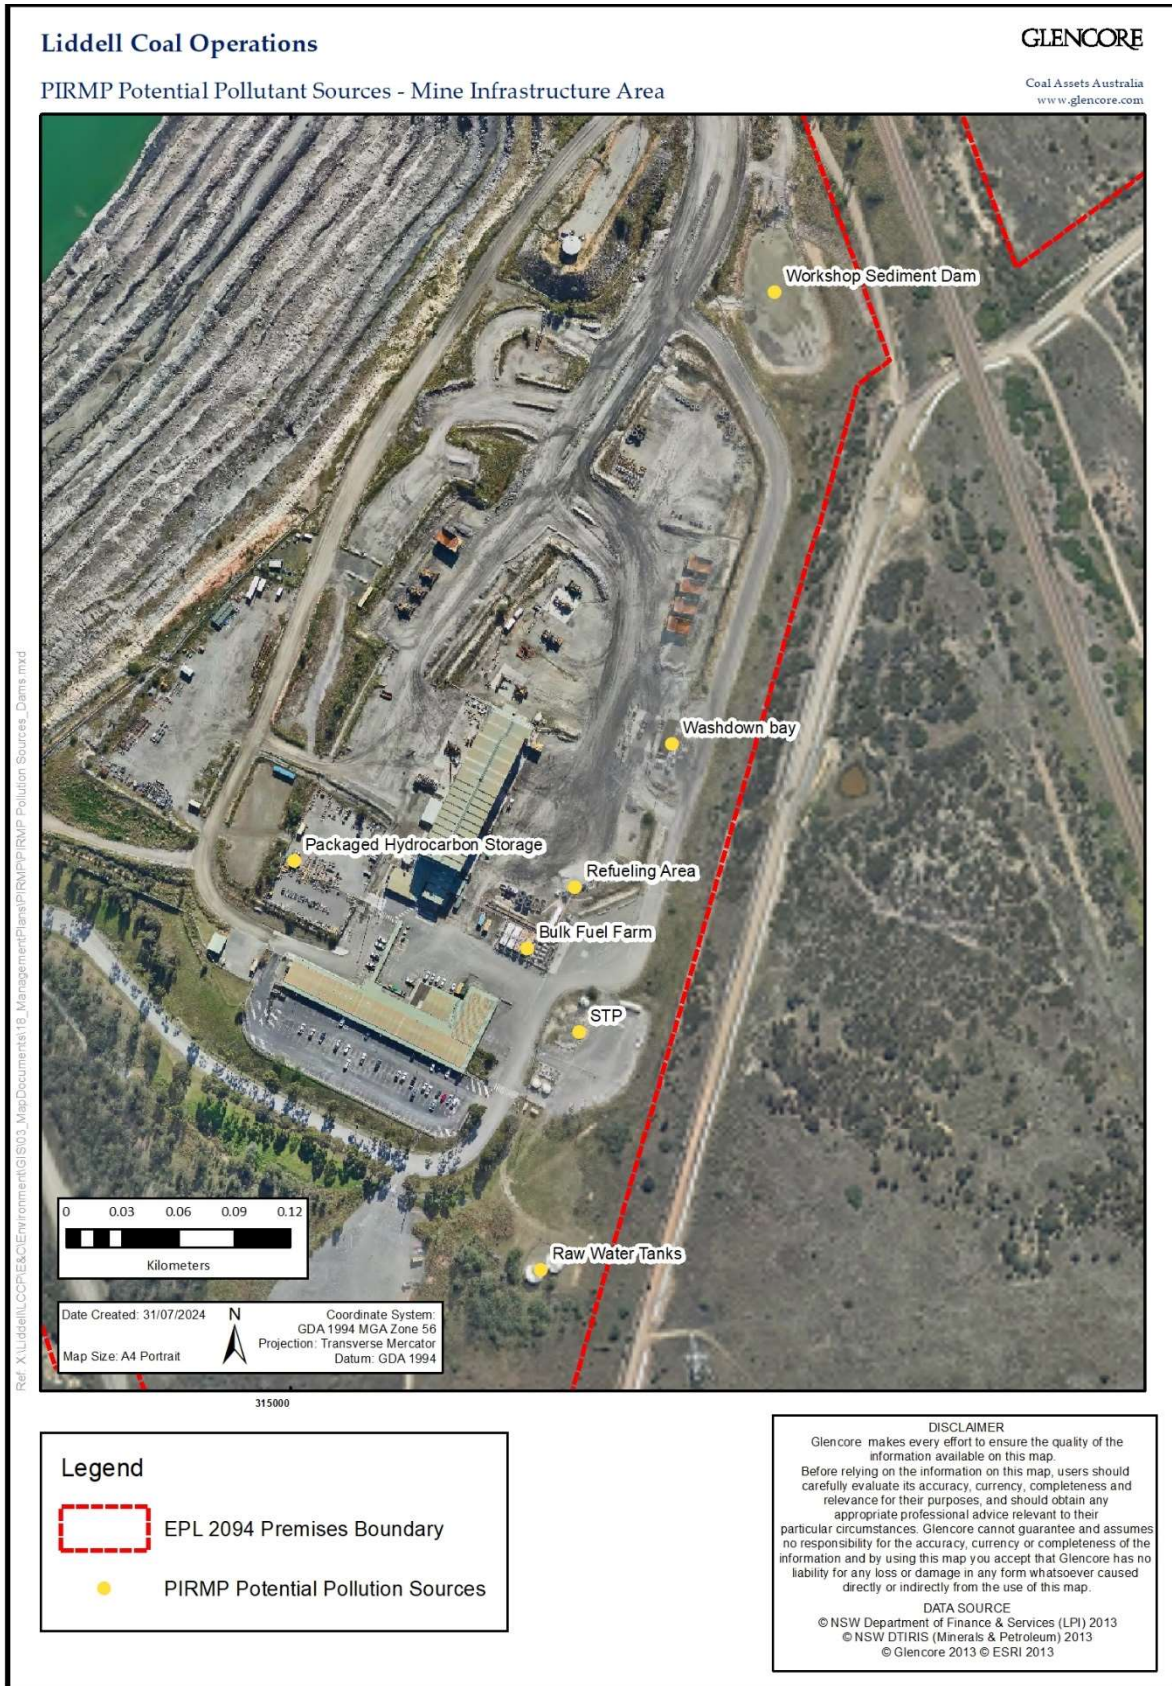 Liddell Coal Operations
GLENCORE
PIRMP Potential Pollutant Sources - Mine Infrastructure Area
Coal Assets Australia
www.glencore.com
Workshop Sediment Dam
Washdown bay
Packaged Hydrocarbon Storage
Refueling Area
Bulk Fuel Farm
STP
Raw Water Tanks
0 0.03 0.06 0.09 0.12
Kilometers
Date Created: 31/07/2024
Map Size: A4 Portrait
N
Coordinate System:
GDA 1994 MGA Zone 56
Projection: Transverse Mercator
Datum: GDA 1994
Ref: X:\Liddell\LCCP\E&C\Environment\GIS\03_MapDocuments\18_ManagementPlans\PIRMP\PIRMP Pollution Sources_Dams.mxd
315000
Legend
EPL 2094 Premises Boundary
PIRMP Potential Pollution Sources
DISCLAIMER
Glencore makes every effort to ensure the quality of the
information available on this map.
Before relying on the information on this map, users should
carefully evaluate its accuracy, currency, completeness and
relevance for their purposes, and should obtain any
appropriate professional advice relevant to their
particular circumstances. Glencore cannot guarantee and assumes
no responsibility for the accuracy, currency or completeness of the
information and by using this map you accept that Glencore has no
liability for any loss or damage in any form whatsoever caused
directly or indirectly from the use of this map.
DATA SOURCE
© NSW Department of Finance & Services (LPI) 2013
© NSW DTIRIS (Minerals & Petroleum) 2013
© Glencore 2013 © ESRI 2013